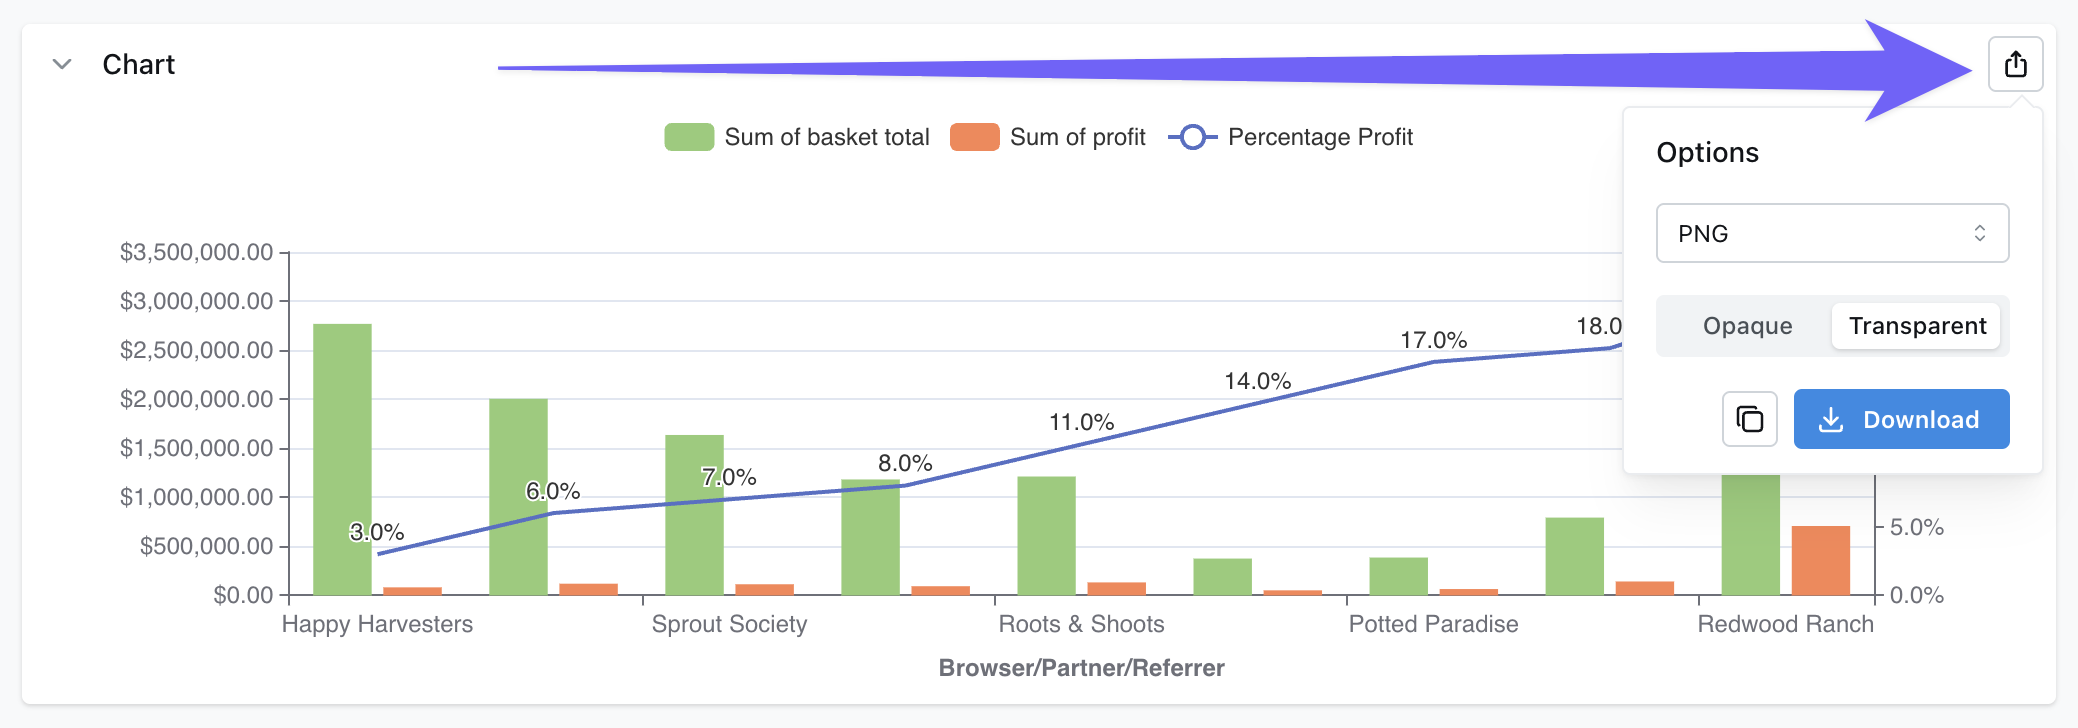 Chart
Sum of basket total Sum of profit Percentage Profit
Options
PNG
Opaque Transparent
Download
$3,500,000.00
$3,000,000.00
$2,500,000.00
$2,000,000.00
$1,500,000.00
$1,000,000.00
$500,000.00
$0.00
3.0%
6.0%
7.0%
8.0%
11.0%
14.0%
17.0%
18.0
5.0%
0.0%
Happy Harvesters Sprout Society Roots & Shoots Potted Paradise Redwood Ranch
Browser/Partner/Referrer